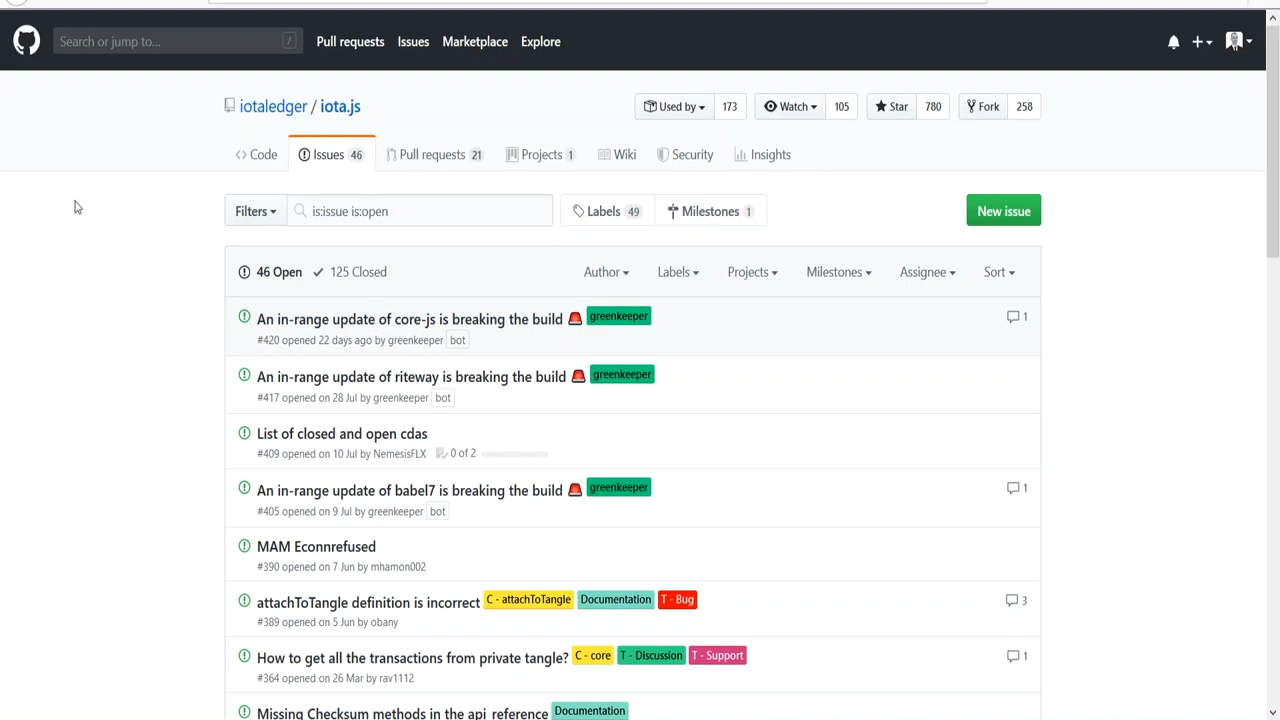 Search or jump to... / Pull requests Issues Marketplace Explore
iotaledger / iota.js Used by 173 Watch 105 Star 780 Fork 258
Code Issues 46 Pull requests 21 Projects 1 Wiki Security Insights
Filters is:issue is:open Labels 49 Milestones 1 New issue
46 Open 125 Closed Author Labels Projects Milestones Assignee Sort
An in-range update of core-js is breaking the build greenkeeper 1
#420 opened 22 days ago by greenkeeper bot
An in-range update of riteway is breaking the build greenkeeper
#417 opened on 28 Jul by greenkeeper bot
List of closed and open cdas
#409 opened on 10 Jul by NemesisFLX 0 of 2
An in-range update of babel7 is breaking the build greenkeeper 1
#405 opened on 9 Jul by greenkeeper bot
MAM Econnrefused
#390 opened on 7 Jun by mhamon002
attachToTangle definition is incorrect C - attachToTangle Documentation T - Bug 3
#389 opened on 5 Jun by obany
How to get all the transactions from private tangle? C - core T - Discussion T - Support 1
#364 opened on 26 Mar by rav1112
Missing Checksum methods in the api_reference Documentation